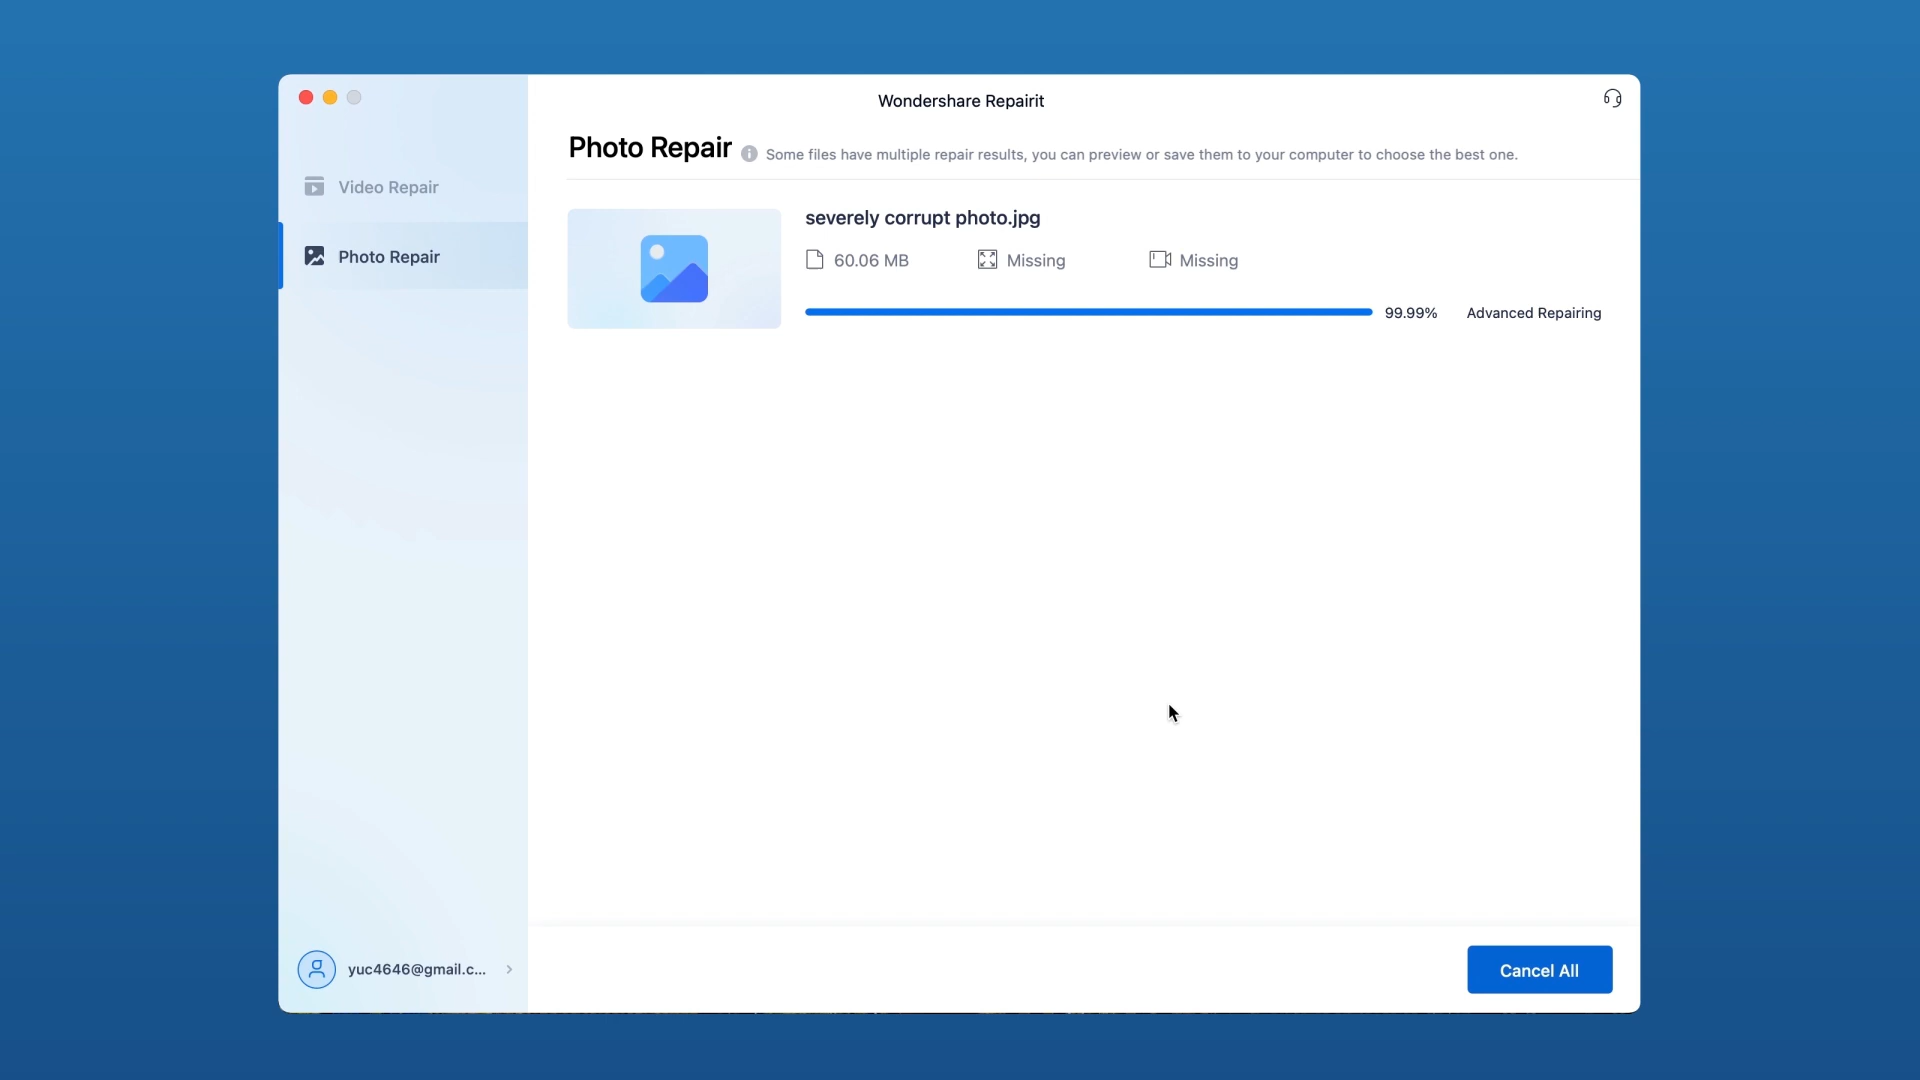 Wondershare Repairit
Photo Repair
Some files have multiple repair results, you can preview or save them to your computer to choose the best one.
Video Repair
Photo Repair
severely corrupt photo.jpg
60.06 MB Missing Missing
99.99% Advanced Repairing
yuc4646@gmail.c...
Cancel All